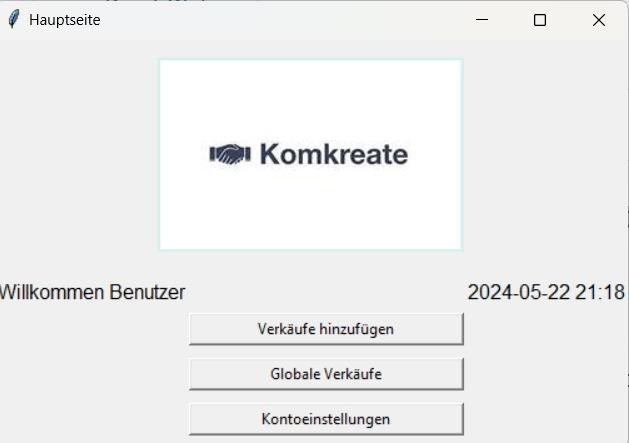 Hauptseite
Komkreate
Willkommen Benutzer 2024-05-22 21:18
Verkäufe hinzufügen
Globale Verkäufe
Kontoeinstellungen